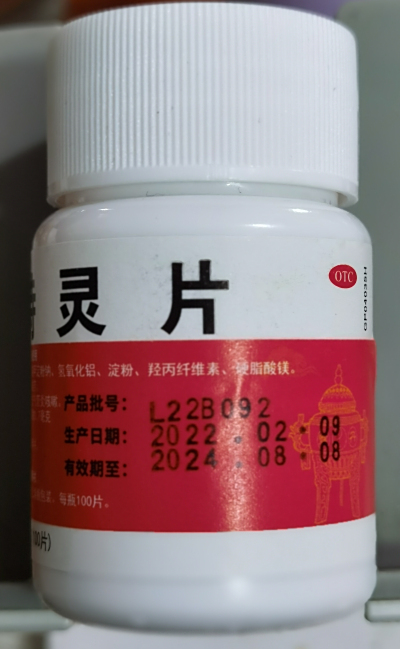 灵片
OTC
GP04035H
氢氧化铝、淀粉、羟丙纤维素、硬脂酸镁。
产品批号: L22B092
生产日期: 2022.02.09
有效期至: 2024.08.08
每瓶100片。